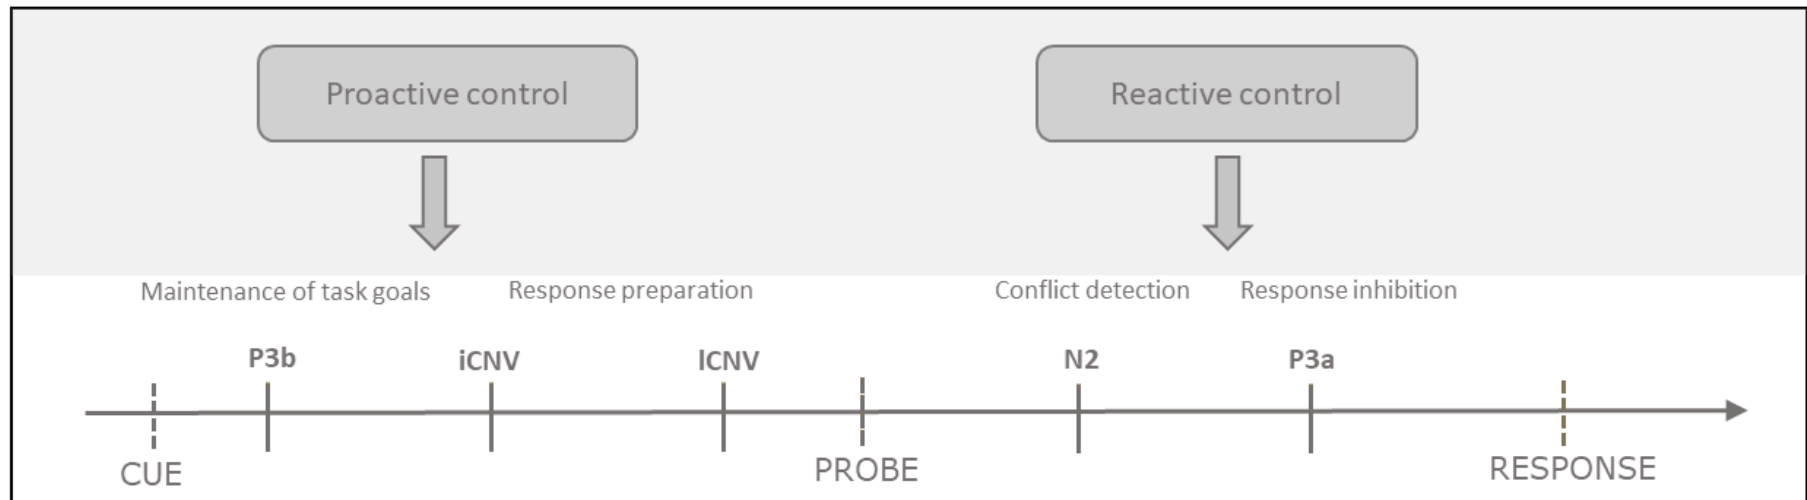 Proactive control
Reactive control
Maintenance of task goals
Response preparation
Conflict detection
Response inhibition
P3b
iCNV
lCNV
N2
P3a
CUE
PROBE
RESPONSE